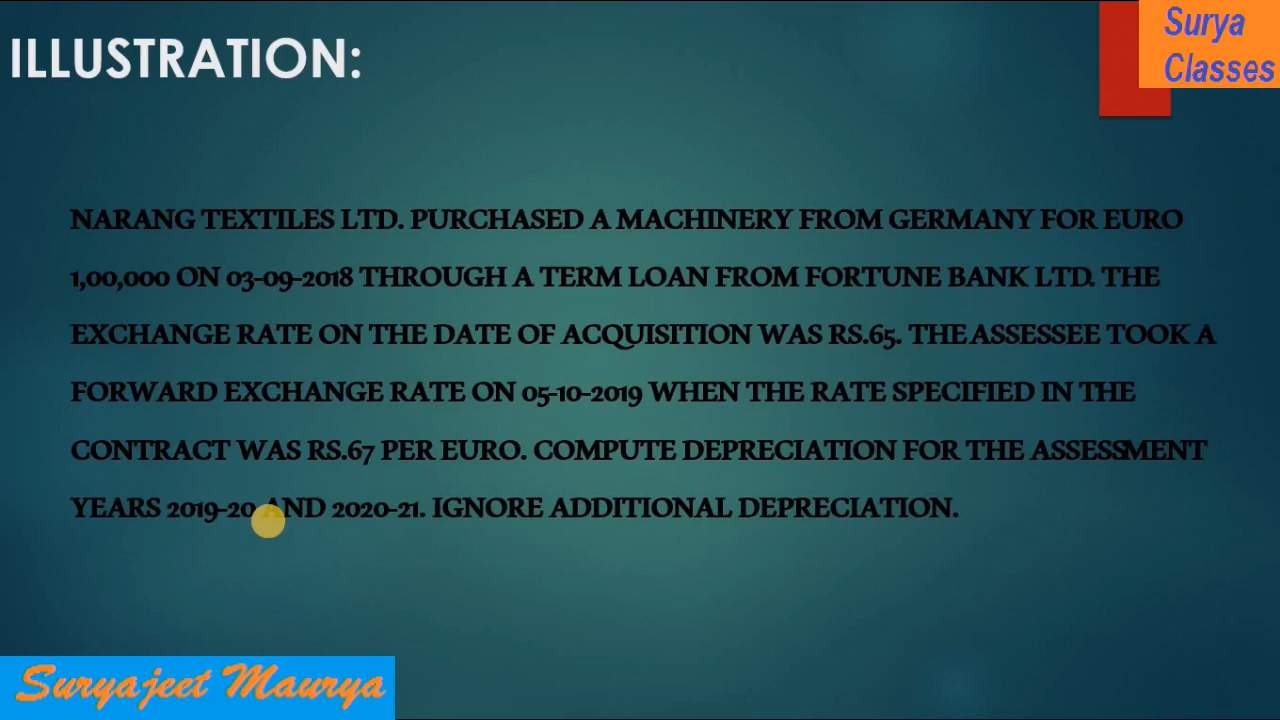 ILLUSTRATION:
Surya
Classes
NARANG TEXTILES LTD. PURCHASED A MACHINERY FROM GERMANY FOR EURO
1,00,000 ON 03-09-2018 THROUGH A TERM LOAN FROM FORTUNE BANK LTD. THE
EXCHANGE RATE ON THE DATE OF ACQUISITION WAS RS.65. THE ASSESSEE TOOK A
FORWARD EXCHANGE RATE ON 05-10-2019 WHEN THE RATE SPECIFIED IN THE
CONTRACT WAS RS.67 PER EURO. COMPUTE DEPRECIATION FOR THE ASSESSMENT
YEARS 2019-20 AND 2020-21. IGNORE ADDITIONAL DEPRECIATION.
Suryajeet Maurya